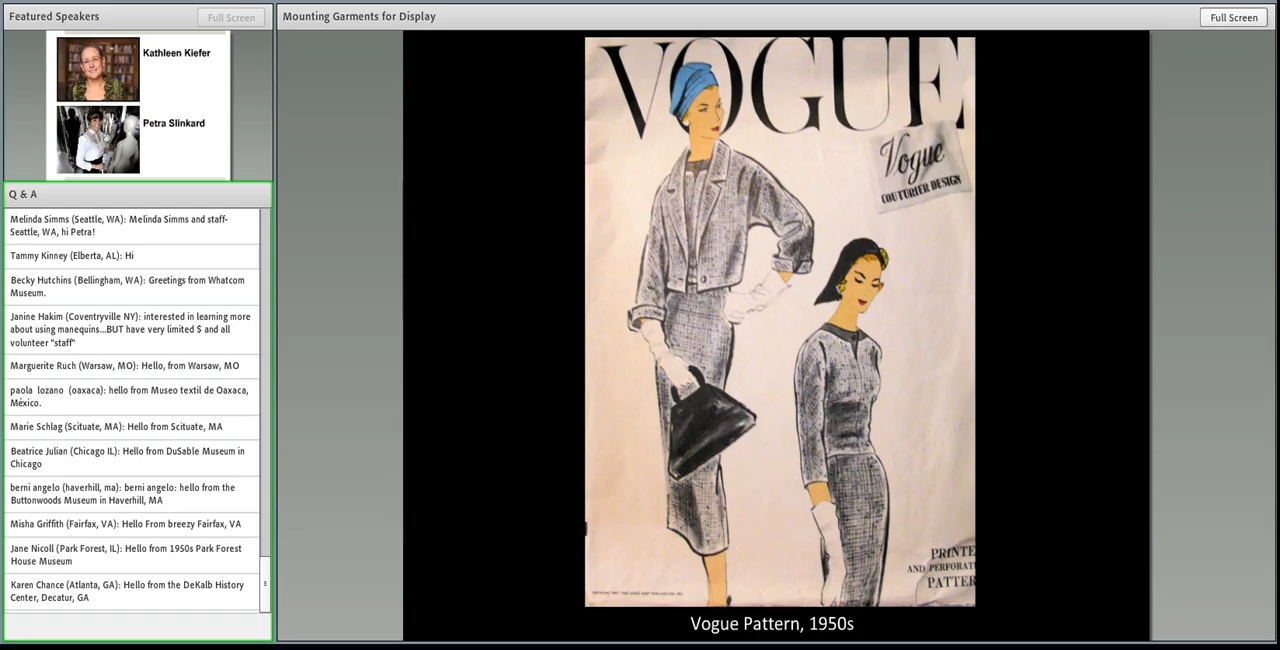 Featured Speakers
Full Screen
Kathleen Kiefer
Petra Slinkard
Q & A
Melinda Simms (Seattle, WA): Melinda Simms and staff-
Seattle, WA, hi Petra!
Tammy Kinney (Elberta, AL): Hi
Becky Hutchins (Bellingham, WA): Greetings from Whatcom
Museum.
Janine Hakim (Coventryville NY): interested in learning more
about using manequins...BUT have very limited $ and all
volunteer "staff"
Marguerite Ruch (Warsaw, MO): Hello, from Warsaw, MO
paola lozano (oaxaca): hello from Museo textil de Oaxaca,
México.
Marie Schlag (Scituate, MA): Hello from Scituate, MA
Beatrice Julian (Chicago IL): Hello from DuSable Museum in
Chicago
berni angelo (haverhill, ma): berni angelo: hello from the
Buttonwoods Museum in Haverhill, MA
Misha Griffith (Fairfax, VA): Hello From breezy Fairfax, VA
Jane Nicoll (Park Forest, IL): Hello from 1950s Park Forest
House Museum
Karen Chance (Atlanta, GA): Hello from the DeKalb History
Center, Decatur, GA
Mounting Garments for Display
Full Screen
VOGUE
Vogue
COUTURIER DESIGN
PRINTE
AND PERFORAT
PATTER
Vogue Pattern, 1950s